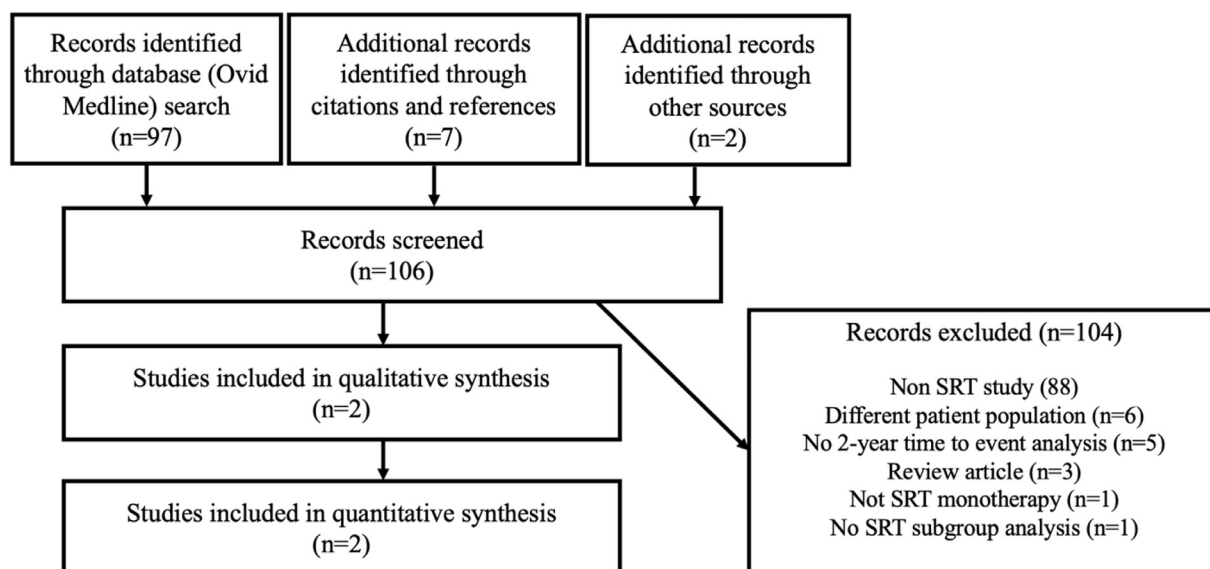 Records identified
through database (Ovid
Medline) search
(n=97)
Additional records
identified through
citations and references
(n=7)
Additional records
identified through
other sources
(n=2)
Records screened
(n=106)
Records excluded (n=104)
Non SRT study (88)
Different patient population (n=6)
No 2-year time to event analysis (n=5)
Review article (n=3)
Not SRT monotherapy (n=1)
No SRT subgroup analysis (n=1)
Studies included in qualitative synthesis
(n=2)
Studies included in quantitative synthesis
(n=2)